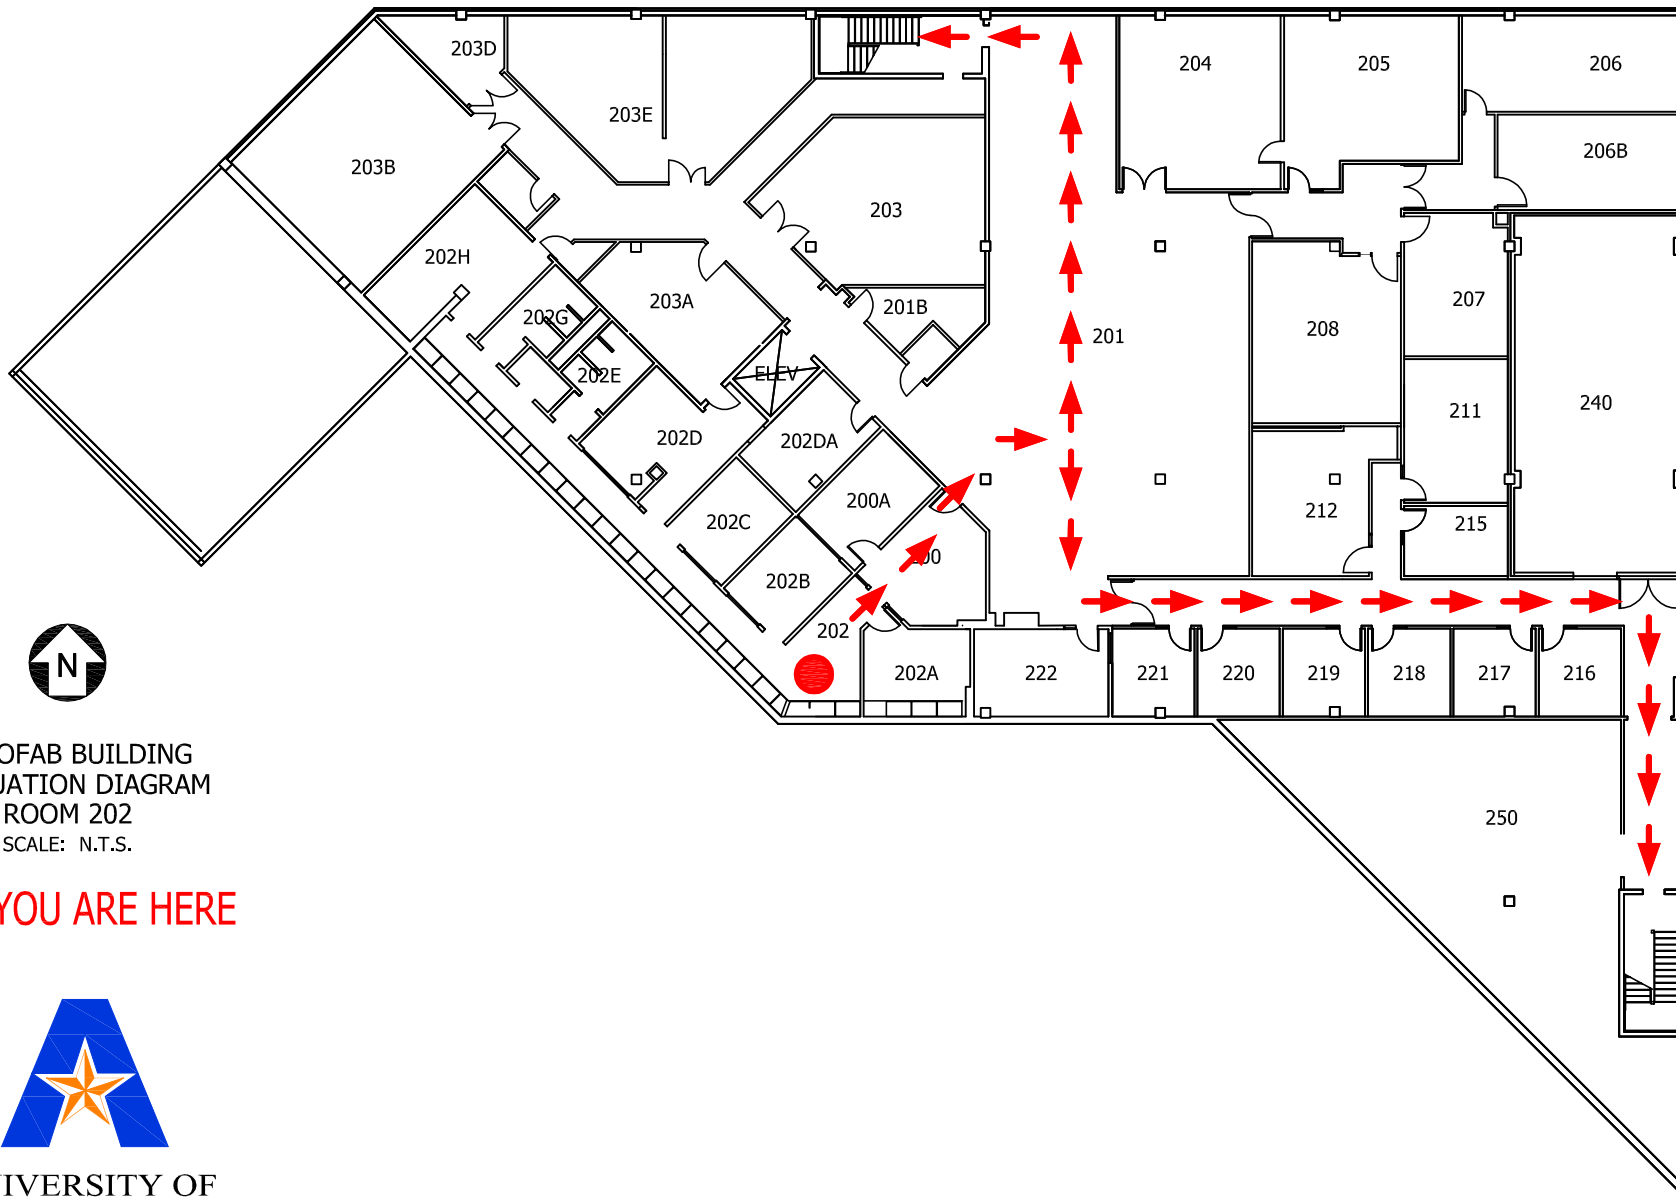 203D
204
205
206
203E
206B
203B
203
202H
203A
201B
207
202G
201
208
ELEV
202E
240
211
202D
202DA
200A
202C
212
215
202B
202
202A
222
221
220
219
218
217
216
N
OFAB BUILDING
UATION DIAGRAM
ROOM 202
SCALE: N.T.S.
250
YOU ARE HERE
IVERSITY OF